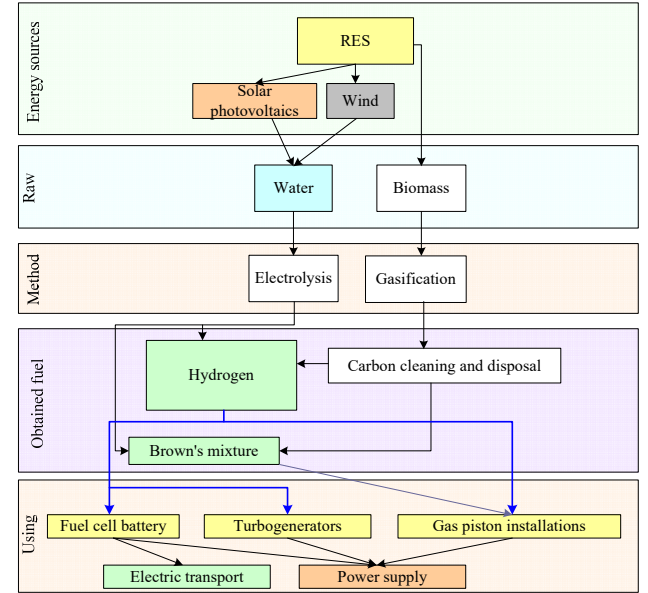 Energy sources
RES
Solar
photovoltaics
Wind
Raw
Water
Biomass
Method
Electrolysis
Gasification
Obtained fuel
Hydrogen
Carbon cleaning and disposal
Brown's mixture
Using
Fuel cell battery
Turbogenerators
Gas piston installations
Electric transport
Power supply